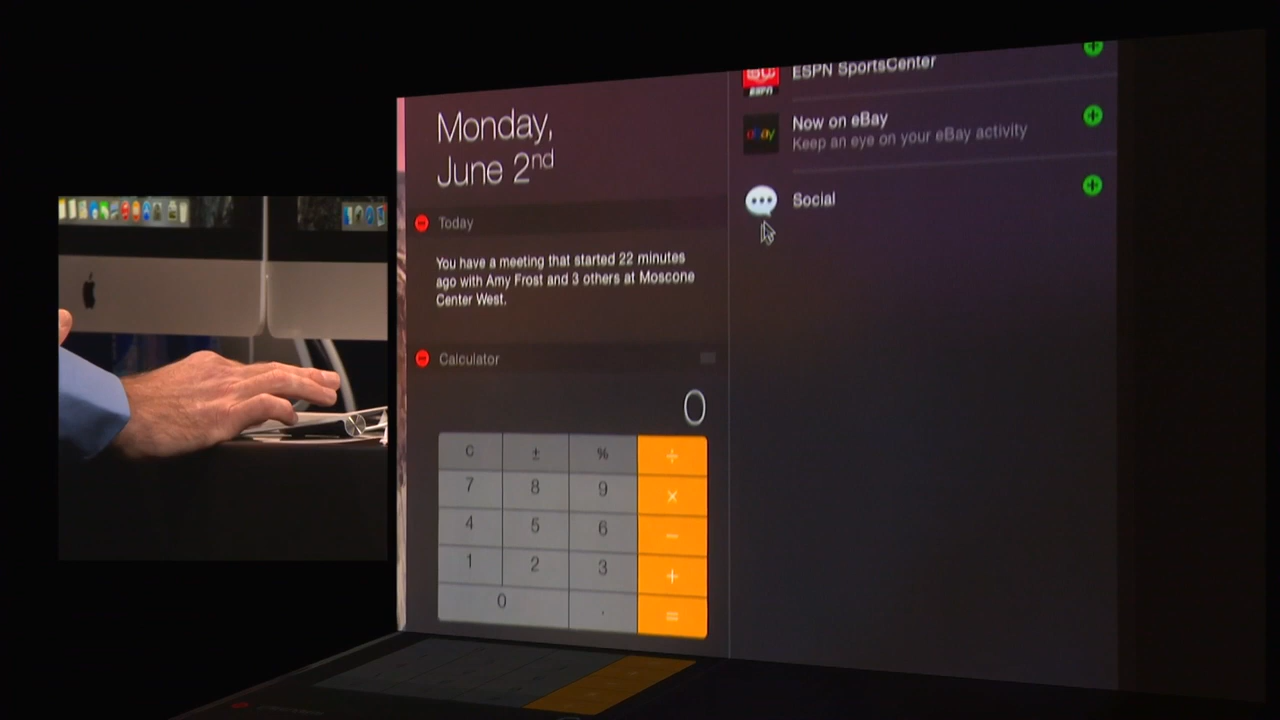 Monday,
June 2nd
Today
You have a meeting that started 22 minutes
ago with Amy Frost and 3 others at Moscone
Center West.
Calculator
0
C ± % ÷
7 8 9 ×
4 5 6 −
1 2 3 +
0 . =
ESPN SportsCenter
ESPN
Now on eBay
Keep an eye on your eBay activity
ebay
Social